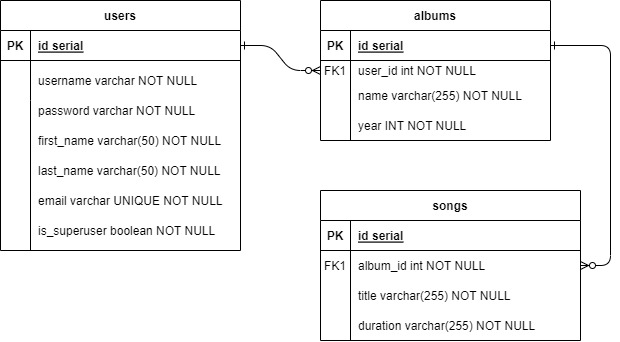 users
PK id serial
username varchar NOT NULL
password varchar NOT NULL
first_name varchar(50) NOT NULL
last_name varchar(50) NOT NULL
email varchar UNIQUE NOT NULL
is_superuser boolean NOT NULL
albums
PK id serial
FK1 user_id int NOT NULL
name varchar(255) NOT NULL
year INT NOT NULL
songs
PK id serial
FK1 album_id int NOT NULL
title varchar(255) NOT NULL
duration varchar(255) NOT NULL